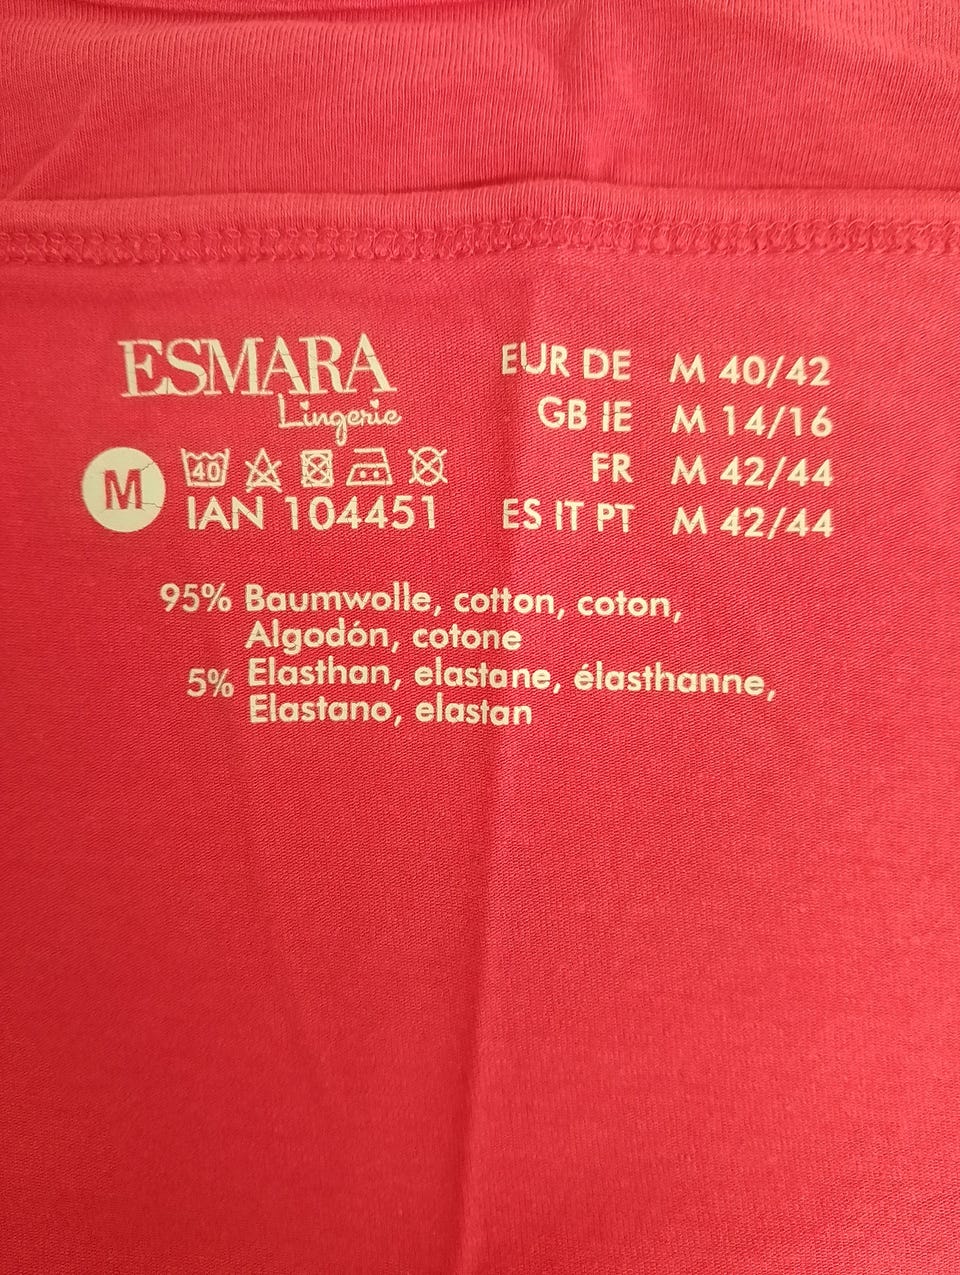 ESMARA
Lingerie
M
40
IAN 104451
EUR DE M 40/42
GB IE M 14/16
FR M 42/44
ES IT PT M 42/44
95% Baumwolle, cotton, coton,
Algodón, cotone
5% Elasthan, elastane, élasthanne,
Elastano, elastan